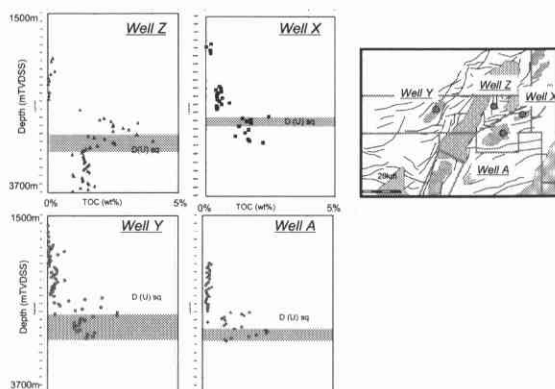 1500m
Well Z
Well X
Depth (mTVDSS)
D(U) sq
D (U) sq
3700m
0%
TOC (wt%)
5%
0%
TOC (wt%)
5%
Well Y
Well Z
Well X
Well A
20km
1500m
Well Y
Well A
Depth (mTVDSS)
D (U) sq
D (U) sq
3700m